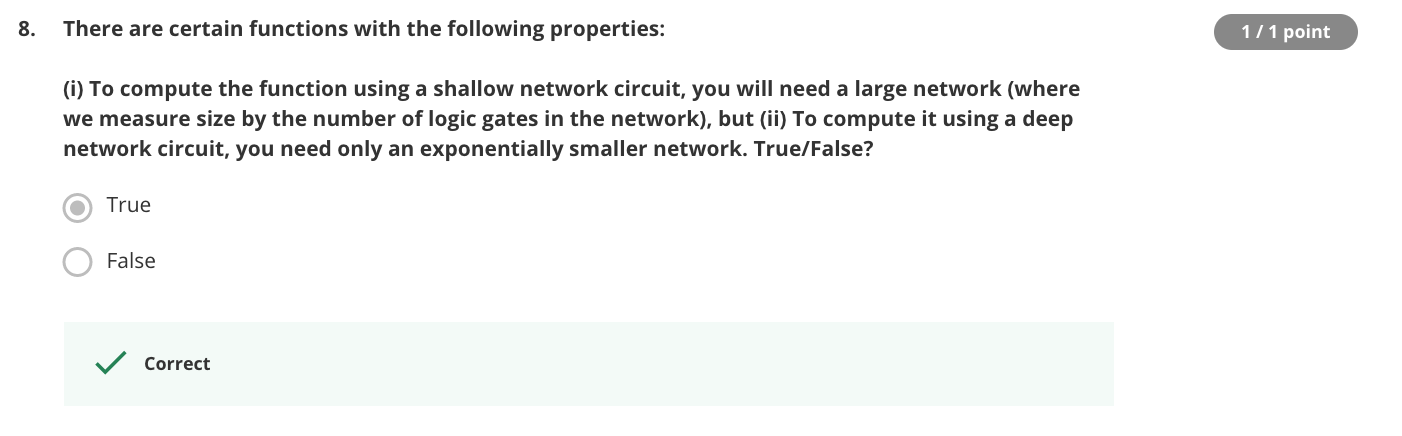 8. There are certain functions with the following properties:
1 / 1 point
(i) To compute the function using a shallow network circuit, you will need a large network (where
we measure size by the number of logic gates in the network), but (ii) To compute it using a deep
network circuit, you need only an exponentially smaller network. True/False?
True
False
Correct